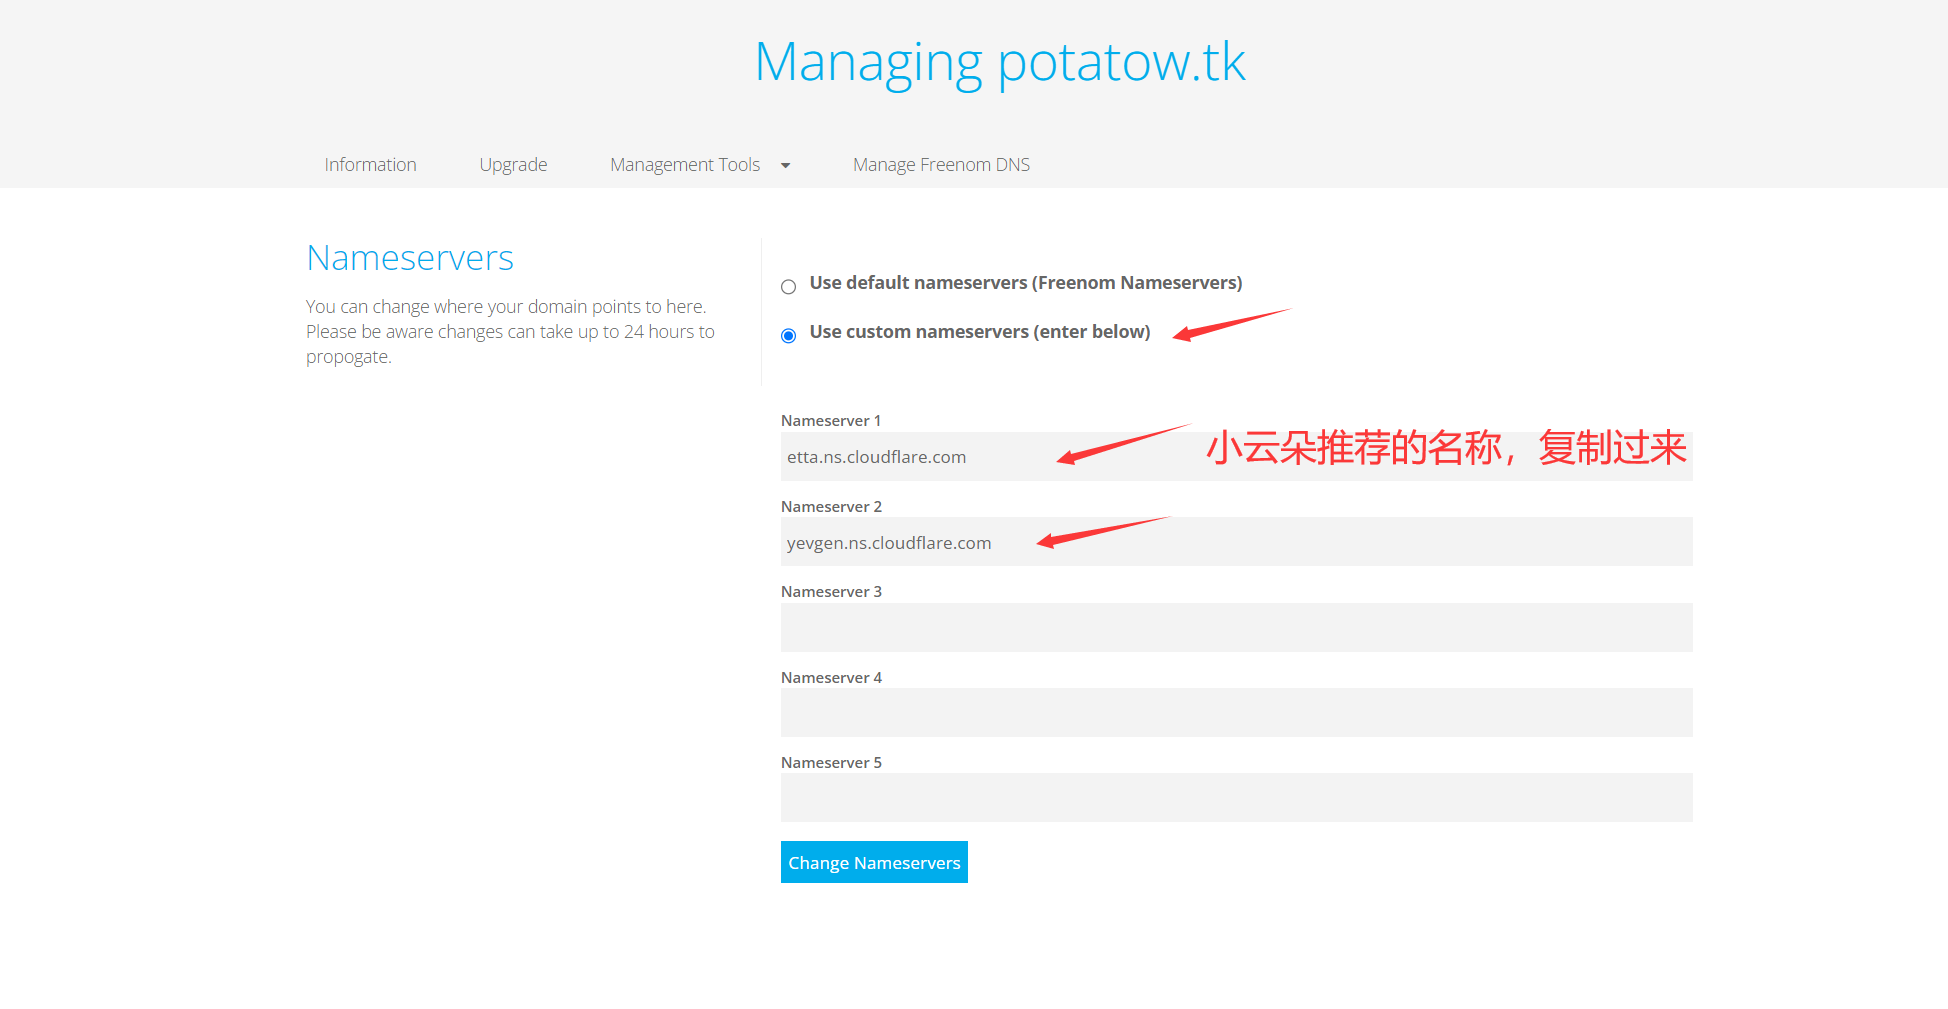 Managing potatow.tk
Information
Upgrade
Management Tools
Manage Freenom DNS
Nameservers
You can change where your domain points to here.
Please be aware changes can take up to 24 hours to
propogate.
Use default nameservers (Freenom Nameservers)
Use custom nameservers (enter below)
Nameserver 1
etta.ns.cloudflare.com
小云朵推荐的名称，复制过来
Nameserver 2
yevgen.ns.cloudflare.com
Nameserver 3
Nameserver 4
Nameserver 5
Change Nameservers